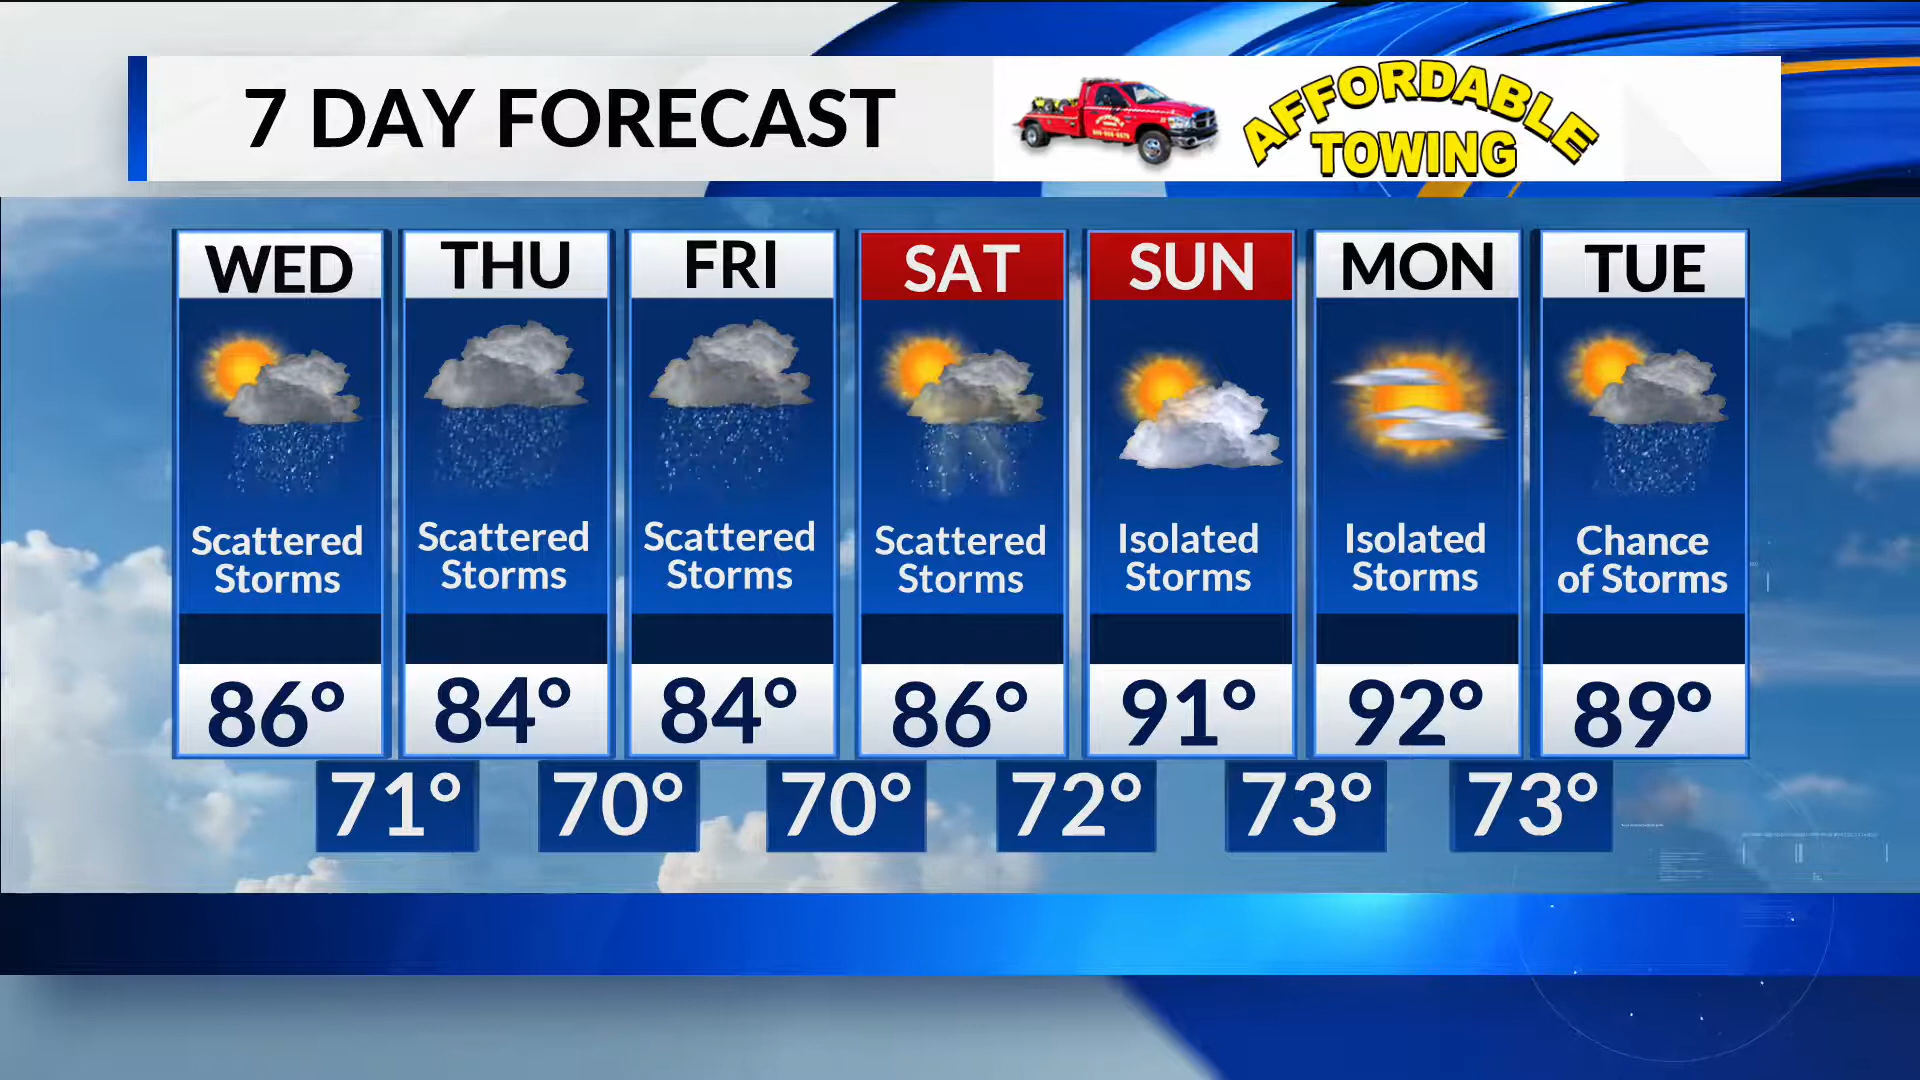 7 DAY FORECAST
AFFORDABLE
TOWING
WED
THU
FRI
SAT
SUN
MON
TUE
Scattered
Storms
Scattered
Storms
Scattered
Storms
Scattered
Storms
Isolated
Storms
Isolated
Storms
Chance
of Storms
86°
84°
84°
86°
91°
92°
89°
71°
70°
70°
72°
73°
73°